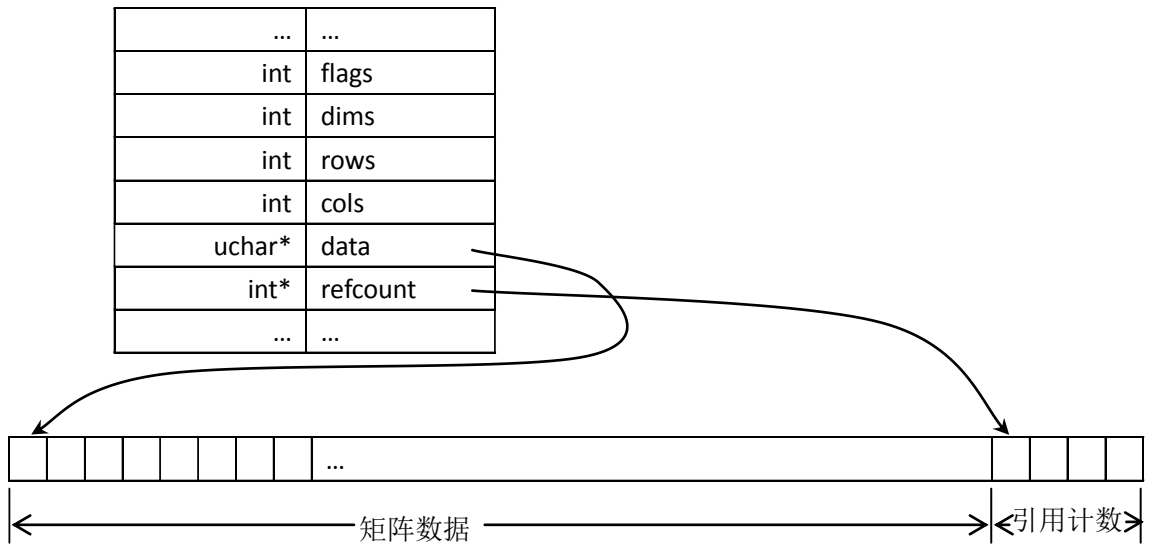 ... ...
int flags
int dims
int rows
int cols
uchar* data
int* refcount
... ...
...
矩阵数据 引用计数